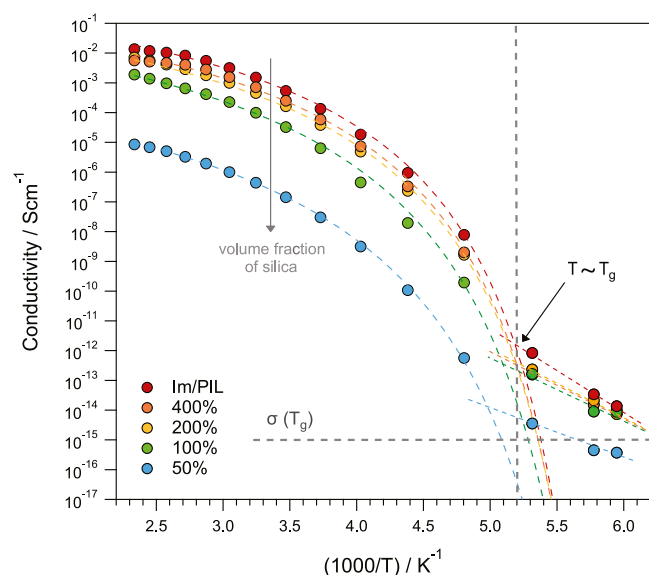 10⁻¹
10⁻²
10⁻³
10⁻⁴
10⁻⁵
10⁻⁶
10⁻⁷
10⁻⁸
10⁻⁹
10⁻¹⁰
10⁻¹¹
10⁻¹²
10⁻¹³
10⁻¹⁴
10⁻¹⁵
10⁻¹⁶
10⁻¹⁷
Conductivity / Scm⁻¹
volume fraction
of silica
T ~ T_g
Im/PIL
400%
200%
100%
50%
σ (T_g)
2.5 3.0 3.5 4.0 4.5 5.0 5.5 6.0
(1000/T) / K⁻¹